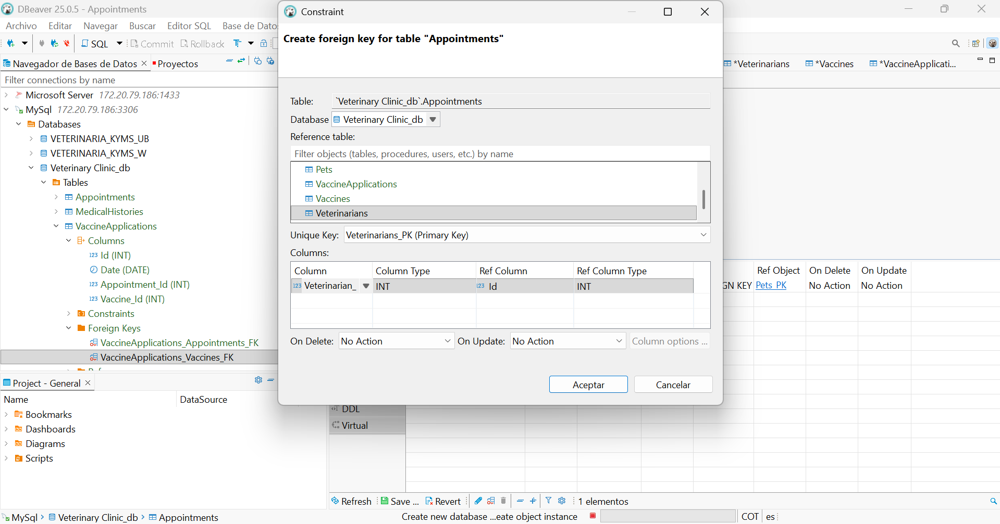 DBeaver 25.0.5 - Appointments
Archivo Editar Navegar Buscar Editor SQL Base de Dato
SQL Commit Rollback
Navegador de Bases de Datos Proyectos
Filter connections by name
Microsoft Server 172.20.79.186:1433
MySql 172.20.79.186:3306
Databases
VETERINARIA_KYMS_UB
VETERINARIA_KYMS_W
Veterinary Clinic_db
Tables
Appointments
MedicalHistories
VaccineApplications
Columns
123 Id (INT)
Date (DATE)
123 Appointment_Id (INT)
123 Vaccine_Id (INT)
Constraints
Foreign Keys
VaccineApplications_Appointments_FK
VaccineApplications_Vaccines_FK
Project - General
Name DataSource
Bookmarks
Dashboards
Diagrams
Scripts
Constraint
Create foreign key for table "Appointments"
Table: `Veterinary Clinic_db`.Appointments
Database Veterinary Clinic_db
Reference table:
Filter objects (tables, procedures, users, etc.) by name
Pets
VaccineApplications
Vaccines
Veterinarians
Unique Key: Veterinarians_PK (Primary Key)
Columns:
Column Column Type Ref Column Ref Column Type
123 Veterinarian_ INT 123 Id INT
On Delete: No Action On Update: No Action Column options ...
Aceptar Cancelar
*Veterinarians *Vaccines *VaccineApplicati...
Ref Object On Delete On Update
GN KEY Pets_PK No Action No Action
DDL
Virtual
Refresh Save ... Revert 1 elementos
MySql Veterinary Clinic_db Appointments Create new database ...eate object instance COT es